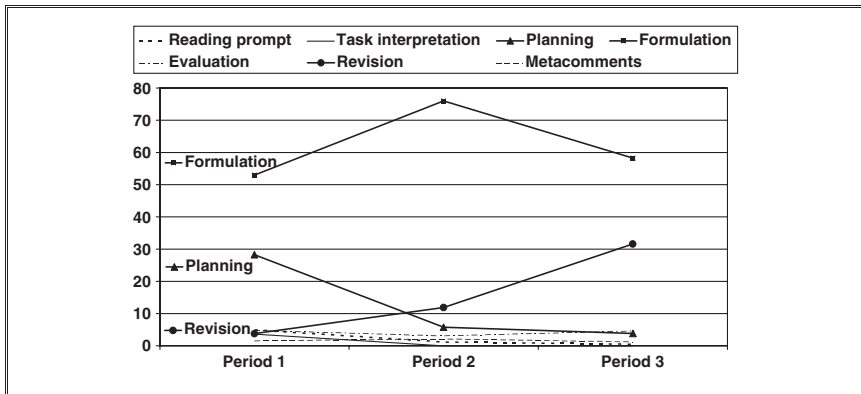 Reading prompt Task interpretation Planning Formulation
Evaluation Revision Metacomments
80
70
60
Formulation
50
40
30
Planning
20
10
Revision
0
Period 1 Period 2 Period 3